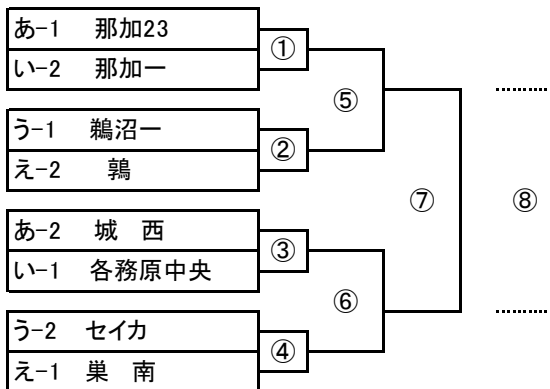 あ-1 那加23
①
い-2 那加一
⑤
う-1 鵜沼一
②
え-2 鶉
⑦
⑧
あ-2 城 西
③
い-1 各務原中央
⑥
う-2 セイカ
④
え-1 巣 南